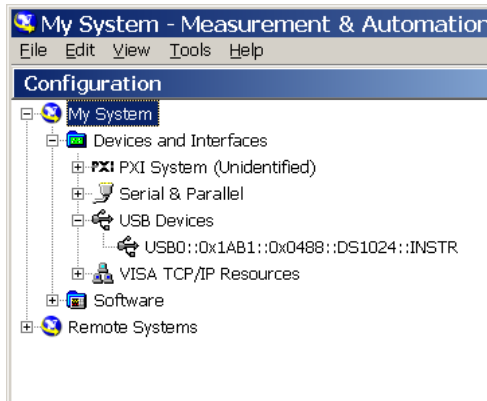 My System - Measurement & Automation
File Edit View Tools Help
Configuration
My System
Devices and Interfaces
PXI PXI System (Unidentified)
Serial & Parallel
USB Devices
USB0::0x1AB1::0x0488::DS1024::INSTR
VISA TCP/IP Resources
Software
Remote Systems